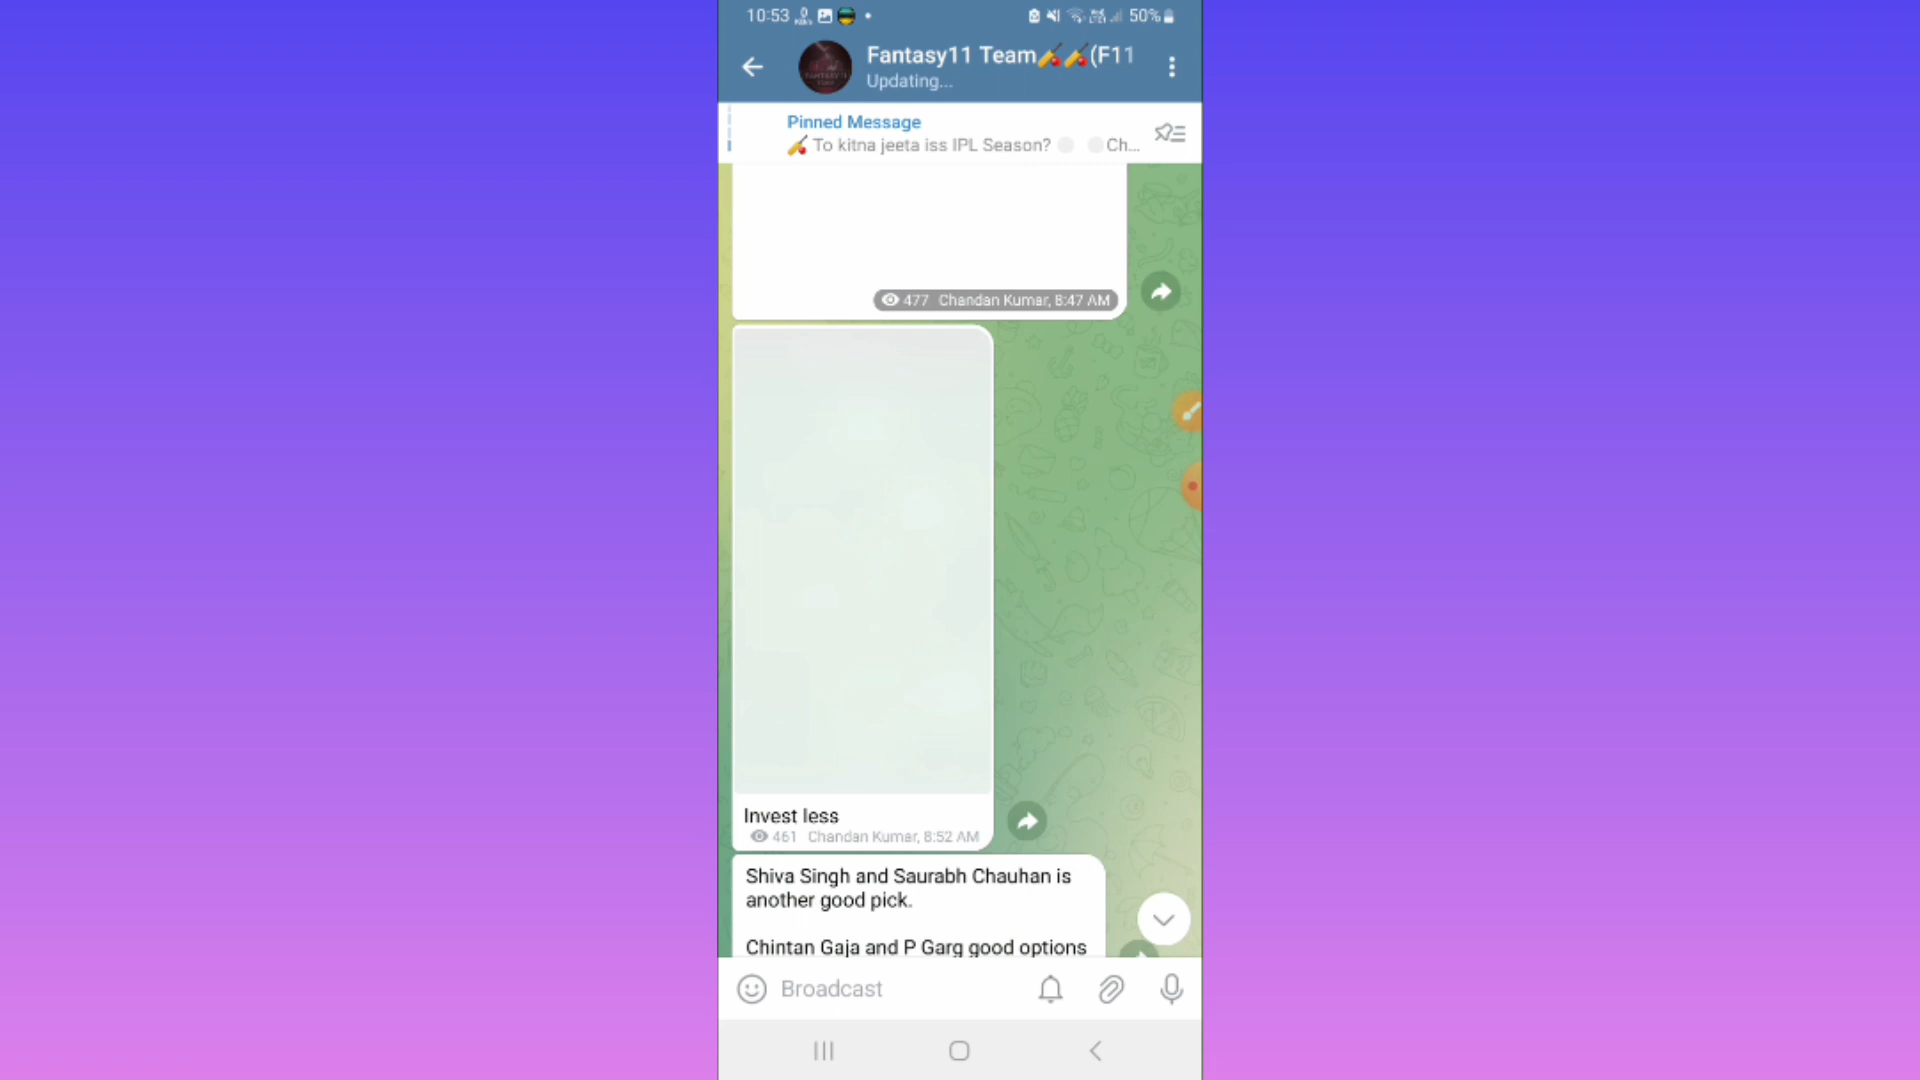 10:53
50%
Fantasy11 Team🏏🏏(F11
Updating...
Pinned Message
🏏 To kitna jeeta iss IPL Season? Ch...
477 Chandan Kumar, 8:47 AM
Invest less
461 Chandan Kumar, 8:52 AM
Shiva Singh and Saurabh Chauhan is
another good pick.
Chintan Gaja and P Garg good options
Broadcast